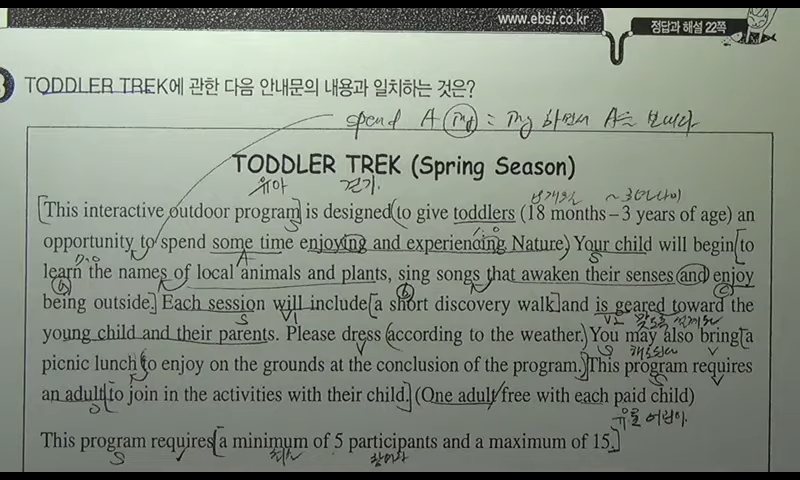 www.ebsi.co.kr
정답과 해설 22쪽
TODDLER TREK에 관한 다음 안내문의 내용과 일치하는 것은?
spend A ing = ing 하면서 A를 보내다
TODDLER TREK (Spring Season)
유아 걷기
~3살나이
[This interactive outdoor program] is designed (to give toddlers (18 months – 3 years of age) an
opportunity to spend some time enjoying and experiencing Nature.) Your child will begin [to
learn the names of local animals and plants, sing songs that awaken their senses and enjoy
being outside.] Each session will include [a short discovery walk] and is geared toward the
young child and their parents. Please dress (according to the weather.) You may also bring [a
picnic lunch (to enjoy on the grounds at the conclusion of the program.)] This program requires
an adult [to join in the activities with their child.] (One adult free with each paid child)
유료 어린이
This program requires [a minimum of 5 participants and a maximum of 15.]
최소 참여자